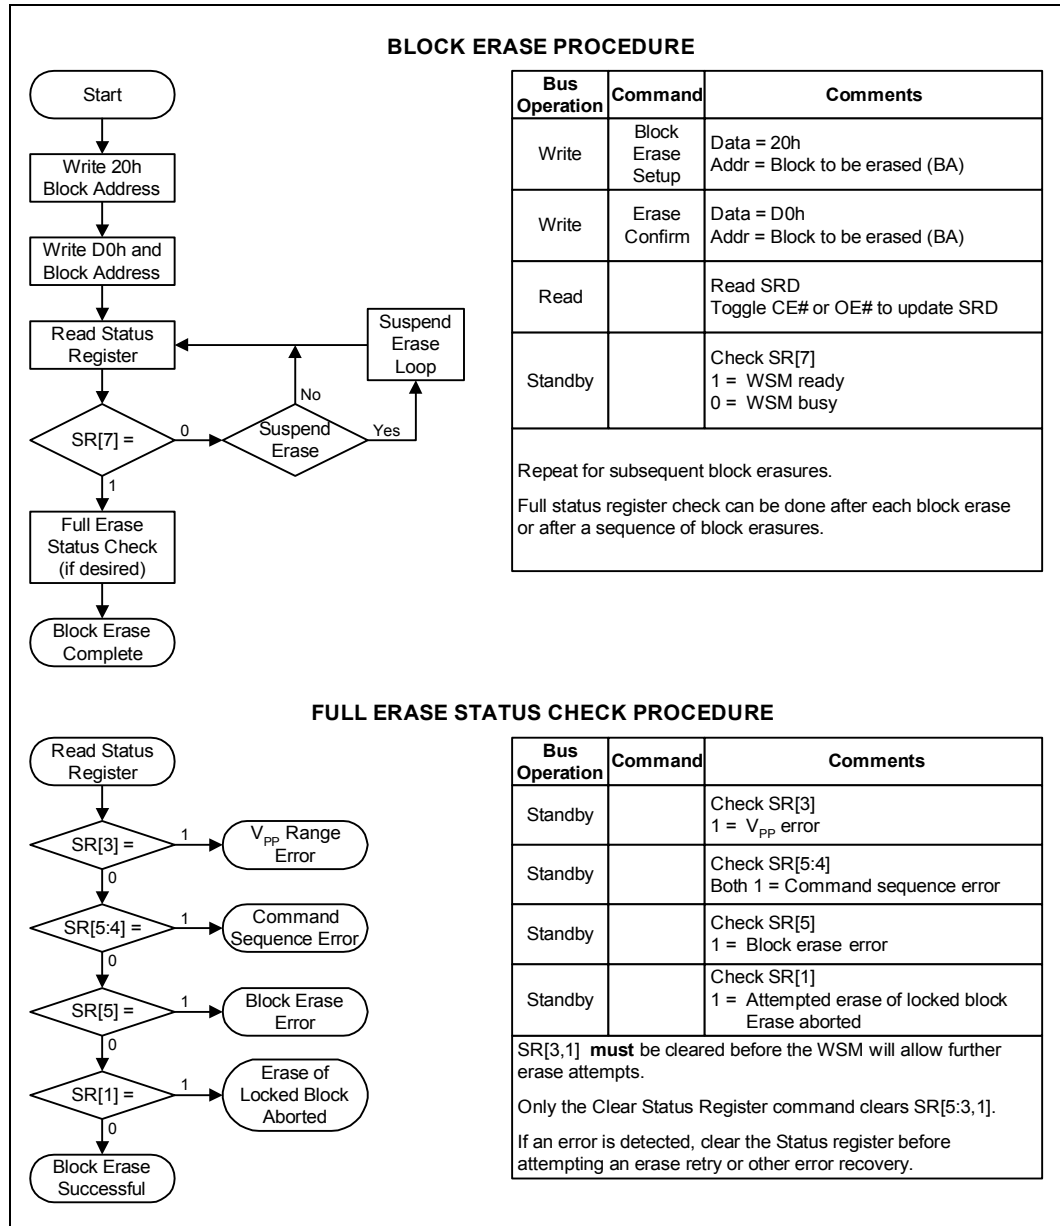 BLOCK ERASE PROCEDURE
Start
Write 20h
Block Address
Write D0h and
Block Address
Read Status
Register
SR[7] =
0
1
Suspend
Erase
No
Yes
Suspend
Erase
Loop
Full Erase
Status Check
(if desired)
Block Erase
Complete
Bus
Operation
Command
Comments
Write
Block
Erase
Setup
Data = 20h
Addr = Block to be erased (BA)
Write
Erase
Confirm
Data = D0h
Addr = Block to be erased (BA)
Read
Read SRD
Toggle CE# or OE# to update SRD
Standby
Check SR[7]
1 = WSM ready
0 = WSM busy
Repeat for subsequent block erasures.
Full status register check can be done after each block erase
or after a sequence of block erasures.
FULL ERASE STATUS CHECK PROCEDURE
Read Status
Register
SR[3] =
1
V_PP Range
Error
0
SR[5:4] =
1
Command
Sequence Error
0
SR[5] =
1
Block Erase
Error
0
SR[1] =
1
Erase of
Locked Block
Aborted
0
Block Erase
Successful
Bus
Operation
Command
Comments
Standby
Check SR[3]
1 = V_PP error
Standby
Check SR[5:4]
Both 1 = Command sequence error
Standby
Check SR[5]
1 = Block erase error
Standby
Check SR[1]
1 = Attempted erase of locked block
Erase aborted
SR[3,1] must be cleared before the WSM will allow further
erase attempts.
Only the Clear Status Register command clears SR[5:3,1].
If an error is detected, clear the Status register before
attempting an erase retry or other error recovery.